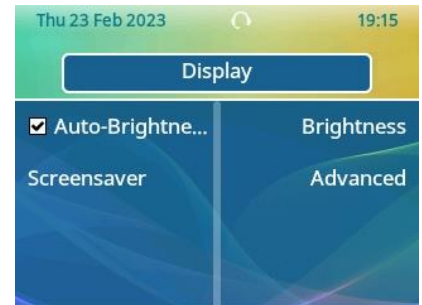 Thu 23 Feb 2023 19:15
Display
Auto-Brightne... Brightness
Screensaver Advanced